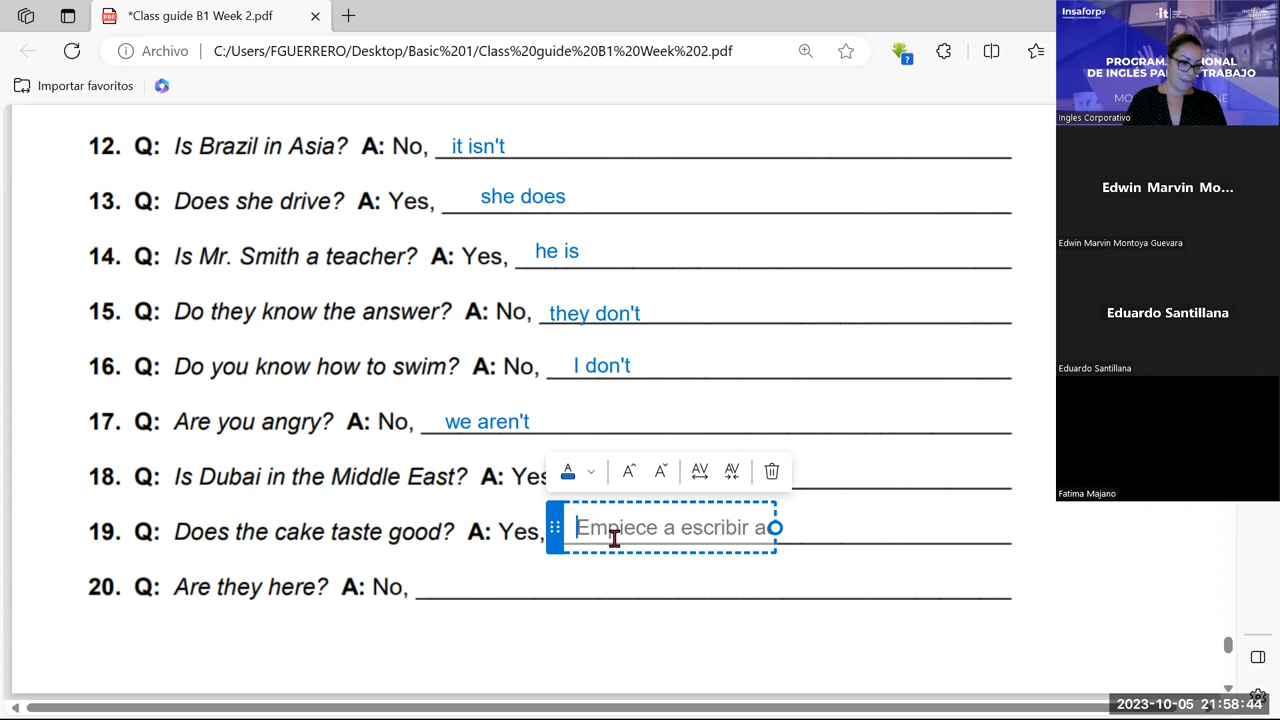 *Class guide B1 Week 2.pdf
Archivo
C:/Users/FGUERRERO/Desktop/Basic%201/Class%20guide%20B1%20Week%202.pdf
Importar favoritos
12. Q: Is Brazil in Asia? A: No, it isn't
13. Q: Does she drive? A: Yes, she does
14. Q: Is Mr. Smith a teacher? A: Yes, he is
15. Q: Do they know the answer? A: No, they don't
16. Q: Do you know how to swim? A: No, I don't
17. Q: Are you angry? A: No, we aren't
18. Q: Is Dubai in the Middle East? A: Yes
19. Q: Does the cake taste good? A: Yes, Empiece a escribir a
20. Q: Are they here? A: No,
Insaforp
Ingles Corporativo
Edwin Marvin Mo...
Edwin Marvin Montoya Guevara
Eduardo Santillana
Eduardo Santillana
Fatima Majano
2023-10-05 21:58:44